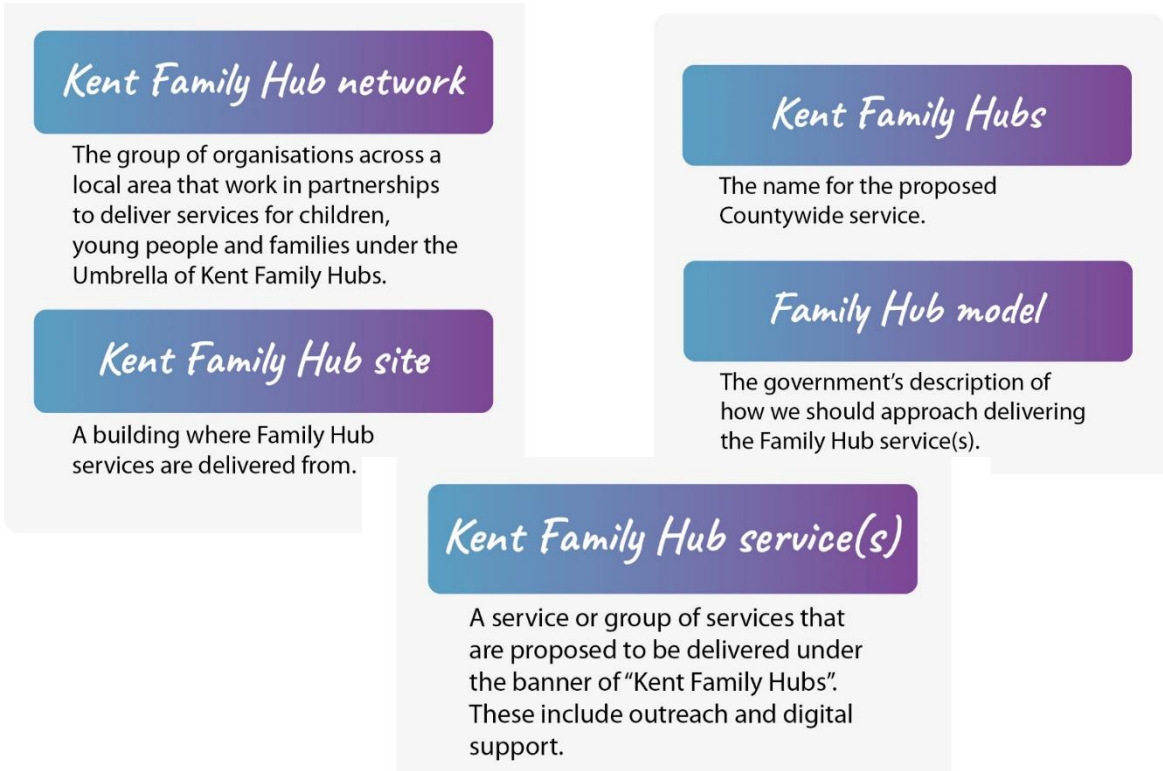 Kent Family Hub network
The group of organisations across a
local area that work in partnerships
to deliver services for children,
young people and families under the
Umbrella of Kent Family Hubs.
Kent Family Hub site
A building where Family Hub
services are delivered from.
Kent Family Hubs
The name for the proposed
Countywide service.
Family Hub model
The government’s description of
how we should approach delivering
the Family Hub service(s).
Kent Family Hub service(s)
A service or group of services that
are proposed to be delivered under
the banner of “Kent Family Hubs”.
These include outreach and digital
support.